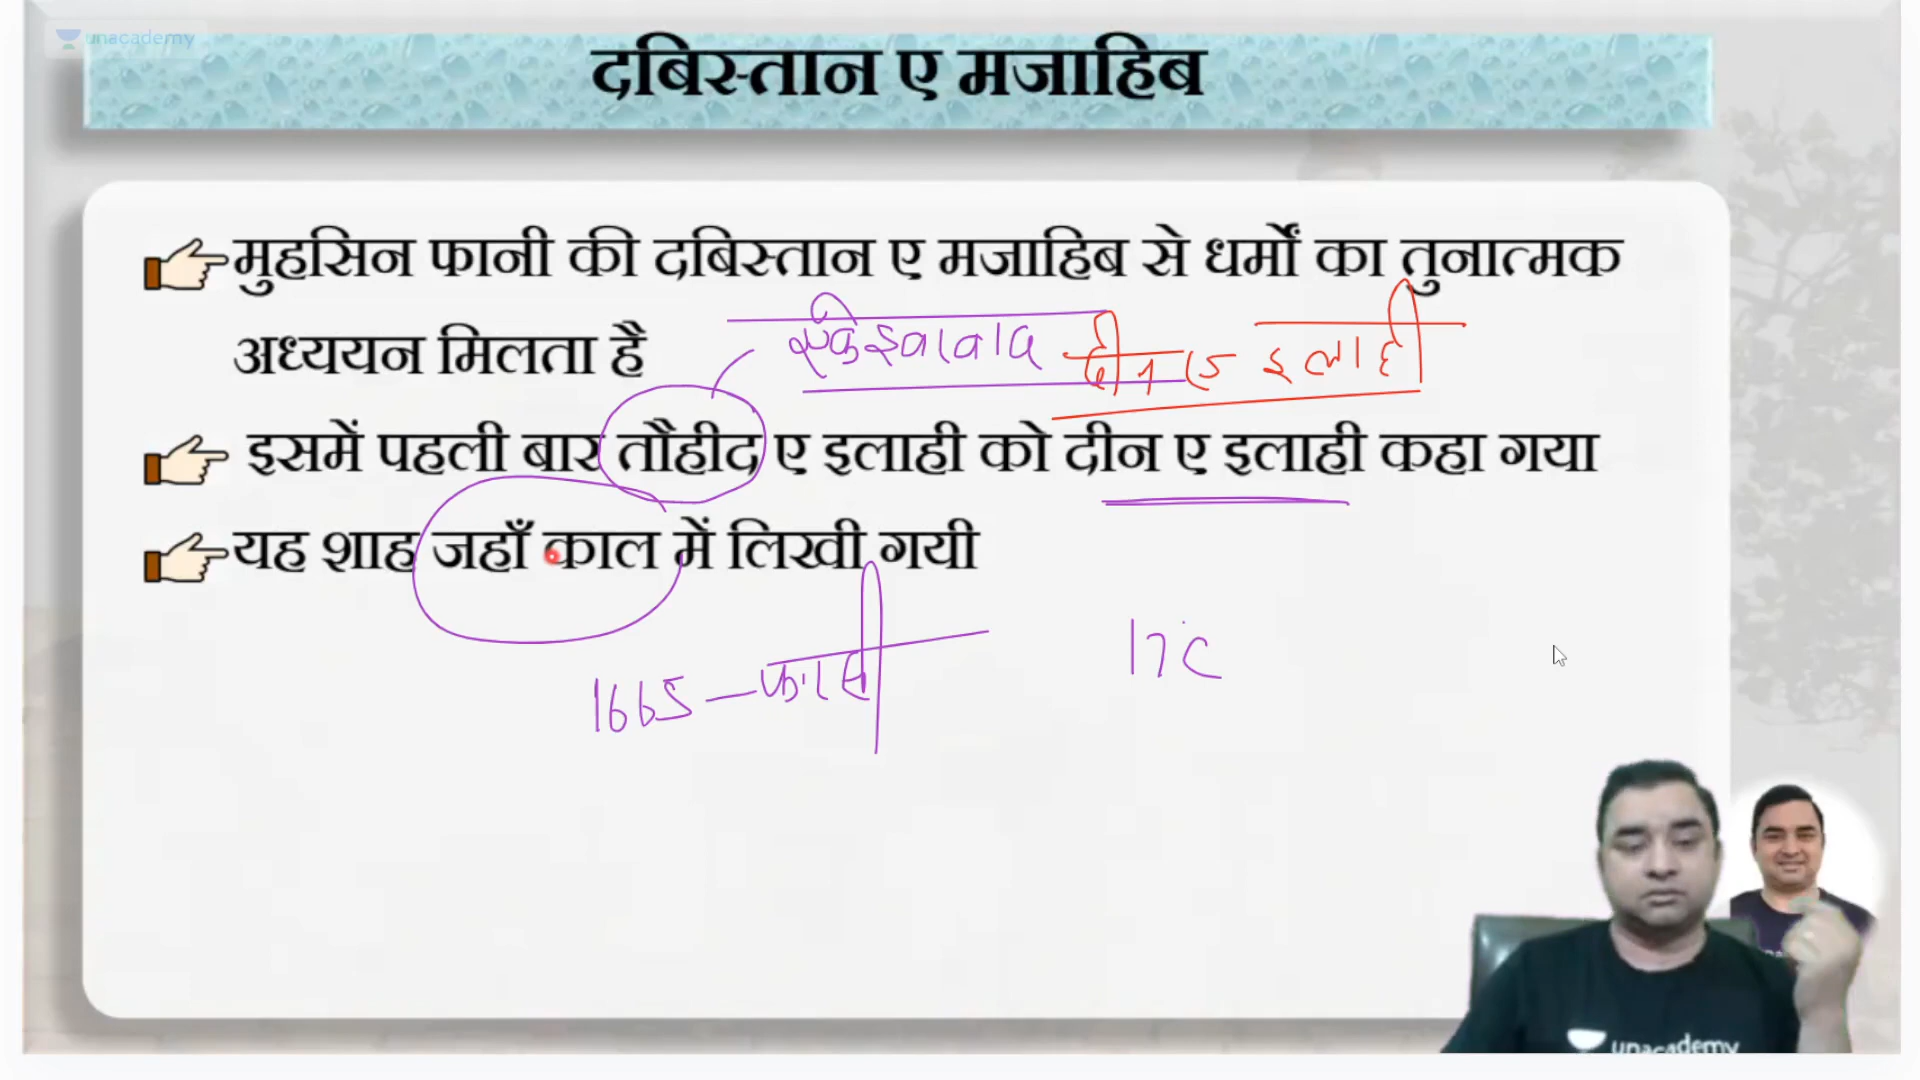 unacademy
दबिस्तान ए मजाहिब
मुहसिन फानी की दबिस्तान ए मजाहिब से धर्मों का तुनात्मक
अध्ययन मिलता है
एकेश्वरवाद दीन ए इलाही
इसमें पहली बार तौहीद ए इलाही को दीन ए इलाही कहा गया
यह शाह जहाँ काल में लिखी गयी
1665 – फारसी
17 C
unacademy